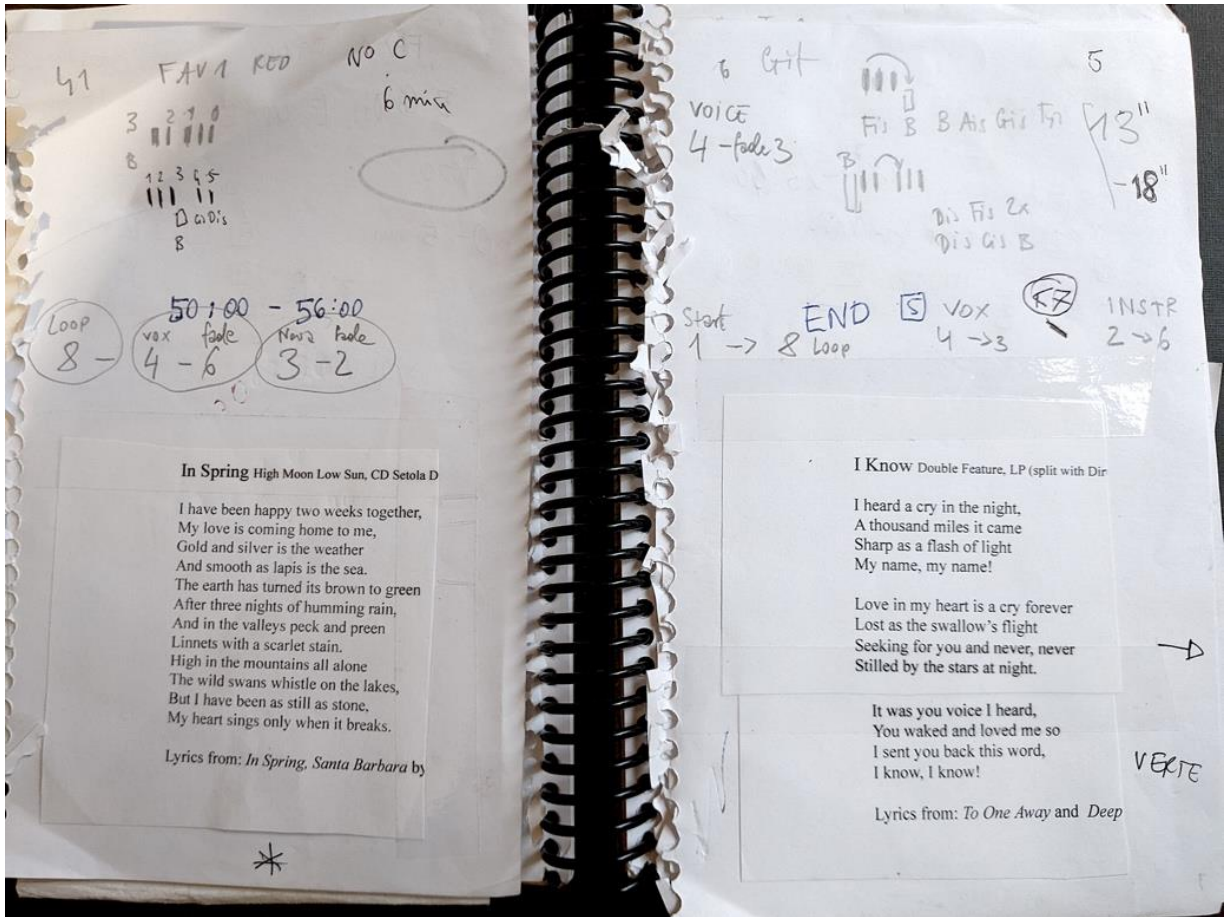 41 FAV1 RED NO C
6 min
3 2 1 0
B
1 2 3 4 5
Gis Dis
B
50:00 - 56:00
Loop vox fade Nova fade
8 - 4 - 6 3 - 2
In Spring High Moon Low Sun, CD Setola D
I have been happy two weeks together,
My love is coming home to me,
Gold and silver is the weather
And smooth as lapis is the sea.
The earth has turned its brown to green
After three nights of humming rain,
And in the valleys peck and preen
Linnets with a scarlet stain.
High in the mountains all alone
The wild swans whistle on the lakes,
But I have been as still as stone,
My heart sings only when it breaks.
Lyrics from: In Spring, Santa Barbara by
6 Git 5
VOICE
4 - fade 3
Fis B B Ais Gis Fis
13"
B
-18"
Dis Fis 2x
Dis Gis B
Start END 5 VOX K7 INSTR
1 -> 8 Loop 4 -> 3 2 -> 6
I Know Double Feature, LP (split with Dir
I heard a cry in the night,
A thousand miles it came
Sharp as a flash of light
My name, my name!
Love in my heart is a cry forever
Lost as the swallow's flight
Seeking for you and never, never
Stilled by the stars at night.
It was you voice I heard,
You waked and loved me so
I sent you back this word,
I know, I know!
VERTE
Lyrics from: To One Away and Deep